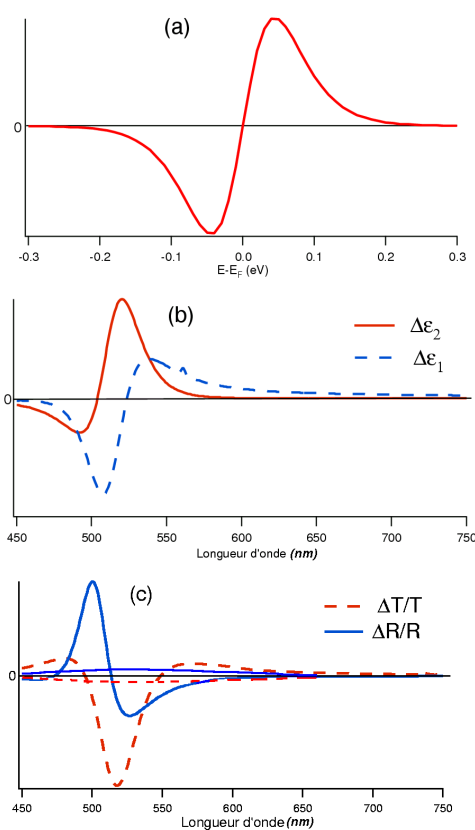 (a)
0
-0.3 -0.2 -0.1 0.0 0.1 0.2 0.3
E-E_F (eV)
(b)
Δε₂
Δε₁
0
450 500 550 600 650 700 750
Longueur d'onde (nm)
(c)
ΔT/T
ΔR/R
0
450 500 550 600 650 700 750
Longueur d'onde (nm)